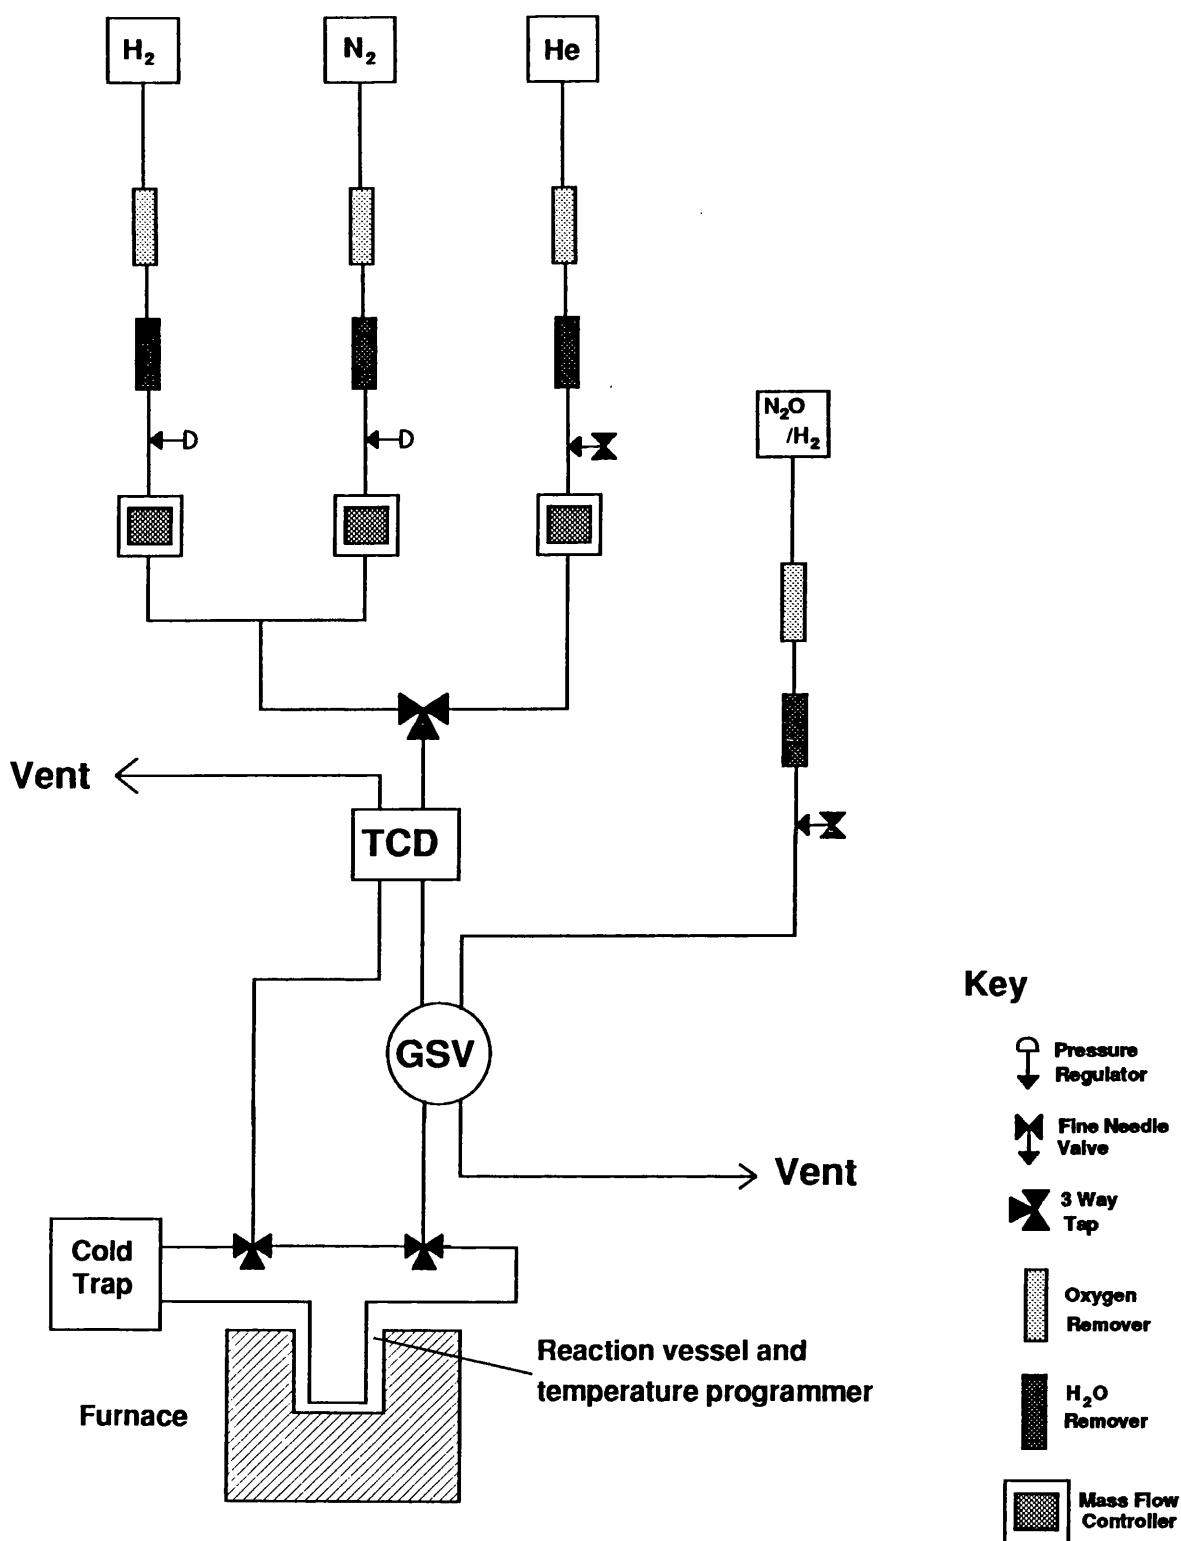 H₂
N₂
He
N₂O
/H₂
Vent
TCD
GSV
Vent
Cold
Trap
Reaction vessel and
temperature programmer
Furnace
Key
Pressure
Regulator
Fine Needle
Valve
3 Way
Tap
Oxygen
Remover
H₂O
Remover
Mass Flow
Controller